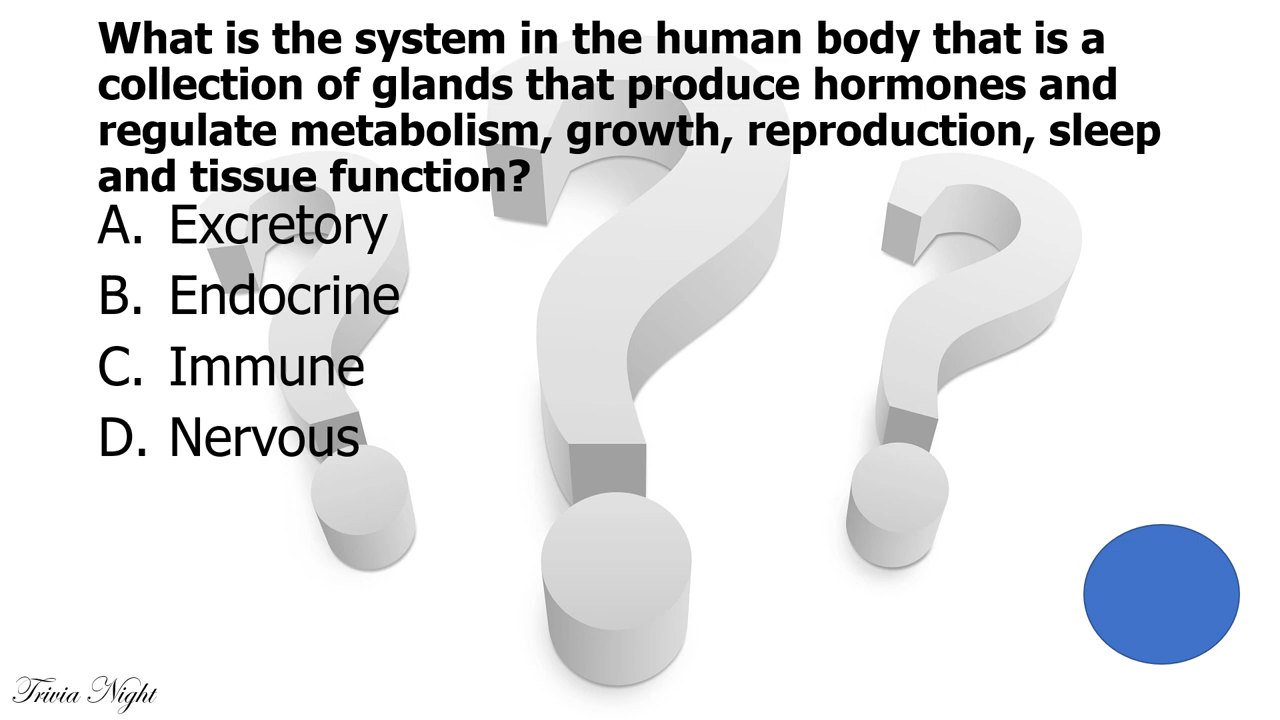 What is the system in the human body that is a
collection of glands that produce hormones and
regulate metabolism, growth, reproduction, sleep
and tissue function?
A. Excretory
B. Endocrine
C. Immune
D. Nervous
Trivia Night